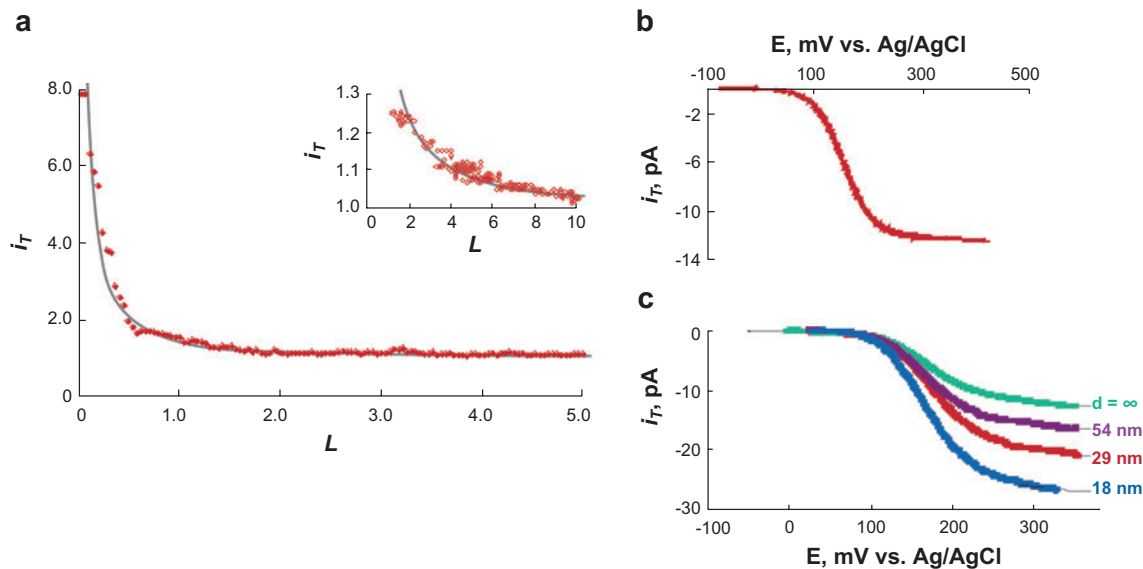 a
8.0
6.0
4.0
2.0
0
i_T
0
1.0
2.0
3.0
4.0
5.0
L
1.3
1.2
1.1
1.0
i_T
0
2
4
6
8
10
L
b
E, mV vs. Ag/AgCl
-100
100
300
500
-2
-6
-10
-14
i_T, pA
c
0
-10
-20
-30
i_T, pA
d = ∞
54 nm
29 nm
18 nm
-100
0
100
200
300
E, mV vs. Ag/AgCl